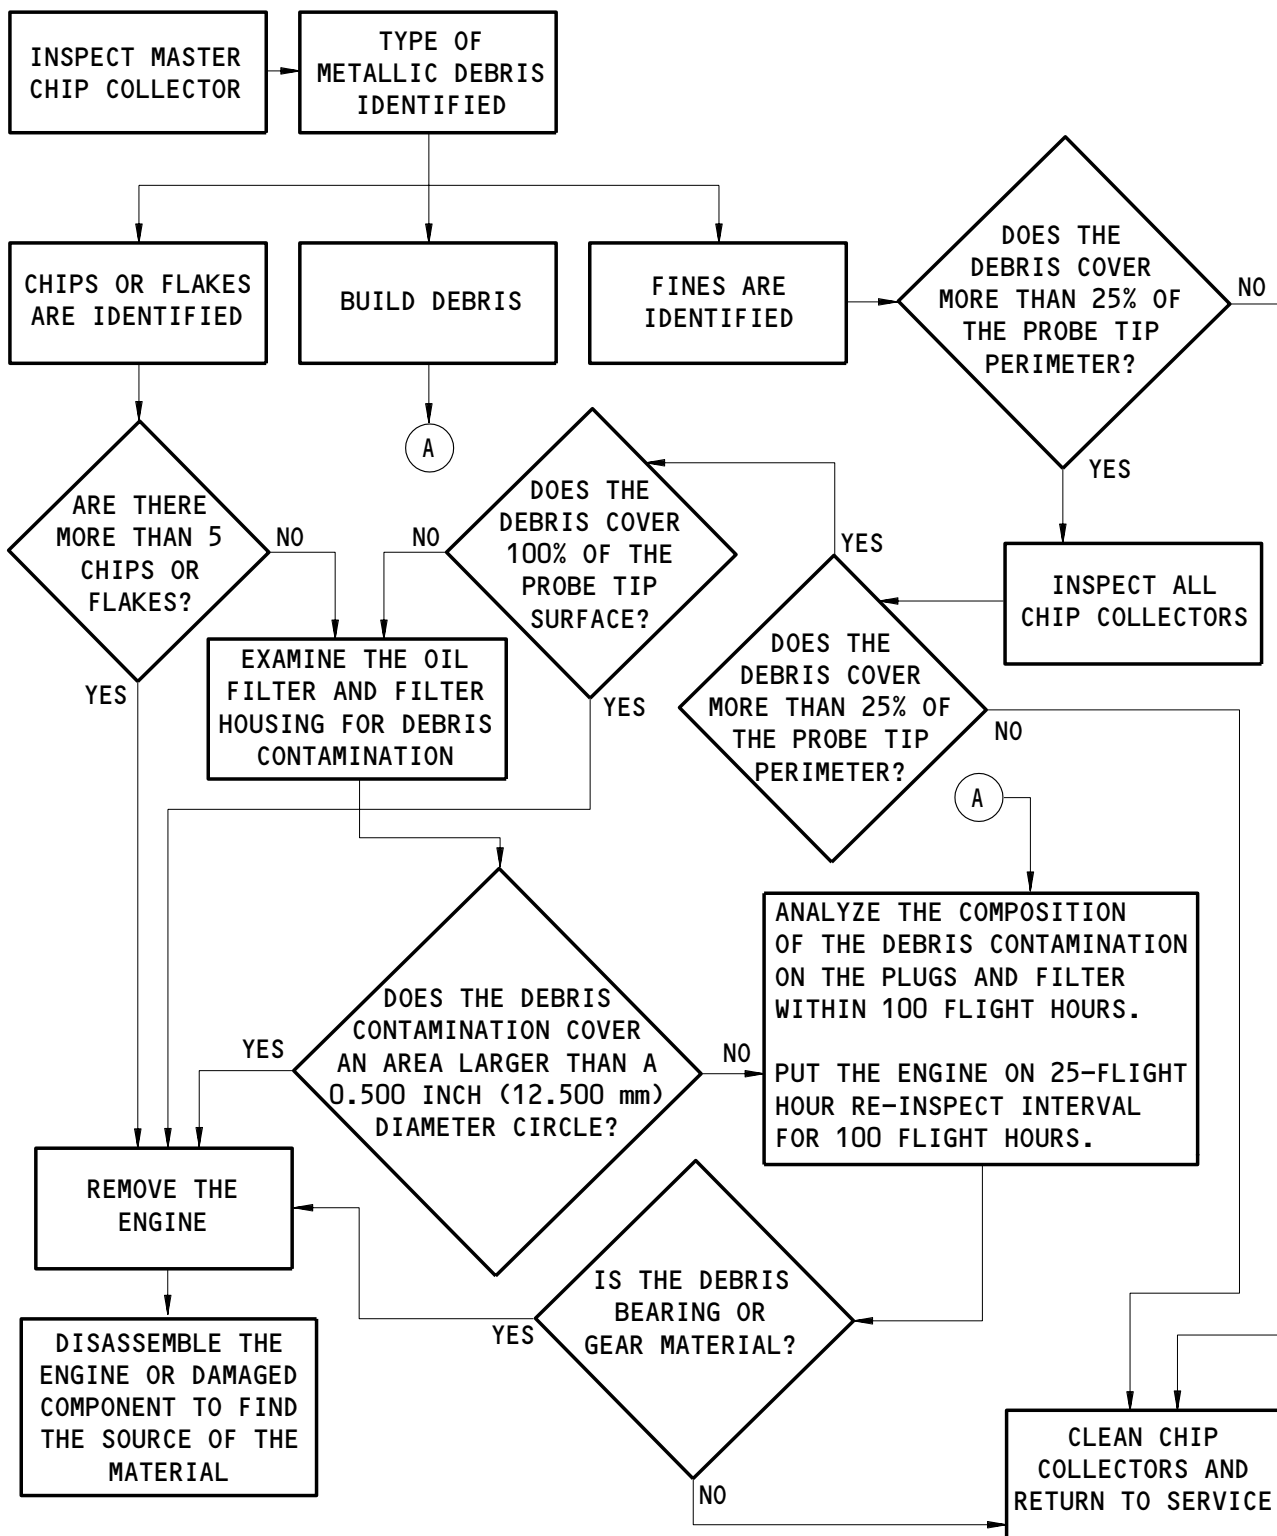 INSPECT MASTER
CHIP COLLECTOR
TYPE OF
METALLIC DEBRIS
IDENTIFIED
CHIPS OR FLAKES
ARE IDENTIFIED
BUILD DEBRIS
FINES ARE
IDENTIFIED
DOES THE
DEBRIS COVER
MORE THAN 25% OF
THE PROBE TIP
PERIMETER?
NO
YES
A
ARE THERE
MORE THAN 5
CHIPS OR
FLAKES?
NO
YES
DOES THE
DEBRIS COVER
100% OF THE
PROBE TIP
SURFACE?
NO
YES
INSPECT ALL
CHIP COLLECTORS
YES
DOES THE
DEBRIS COVER
MORE THAN 25% OF
THE PROBE TIP
PERIMETER?
NO
EXAMINE THE OIL
FILTER AND FILTER
HOUSING FOR DEBRIS
CONTAMINATION
A
ANALYZE THE COMPOSITION
OF THE DEBRIS CONTAMINATION
ON THE PLUGS AND FILTER
WITHIN 100 FLIGHT HOURS.
PUT THE ENGINE ON 25-FLIGHT
HOUR RE-INSPECT INTERVAL
FOR 100 FLIGHT HOURS.
DOES THE DEBRIS
CONTAMINATION COVER
AN AREA LARGER THAN A
0.500 INCH (12.500 mm)
DIAMETER CIRCLE?
YES
NO
REMOVE THE
ENGINE
IS THE DEBRIS
BEARING OR
GEAR MATERIAL?
YES
NO
DISASSEMBLE THE
ENGINE OR DAMAGED
COMPONENT TO FIND
THE SOURCE OF THE
MATERIAL
CLEAN CHIP
COLLECTORS AND
RETURN TO SERVICE